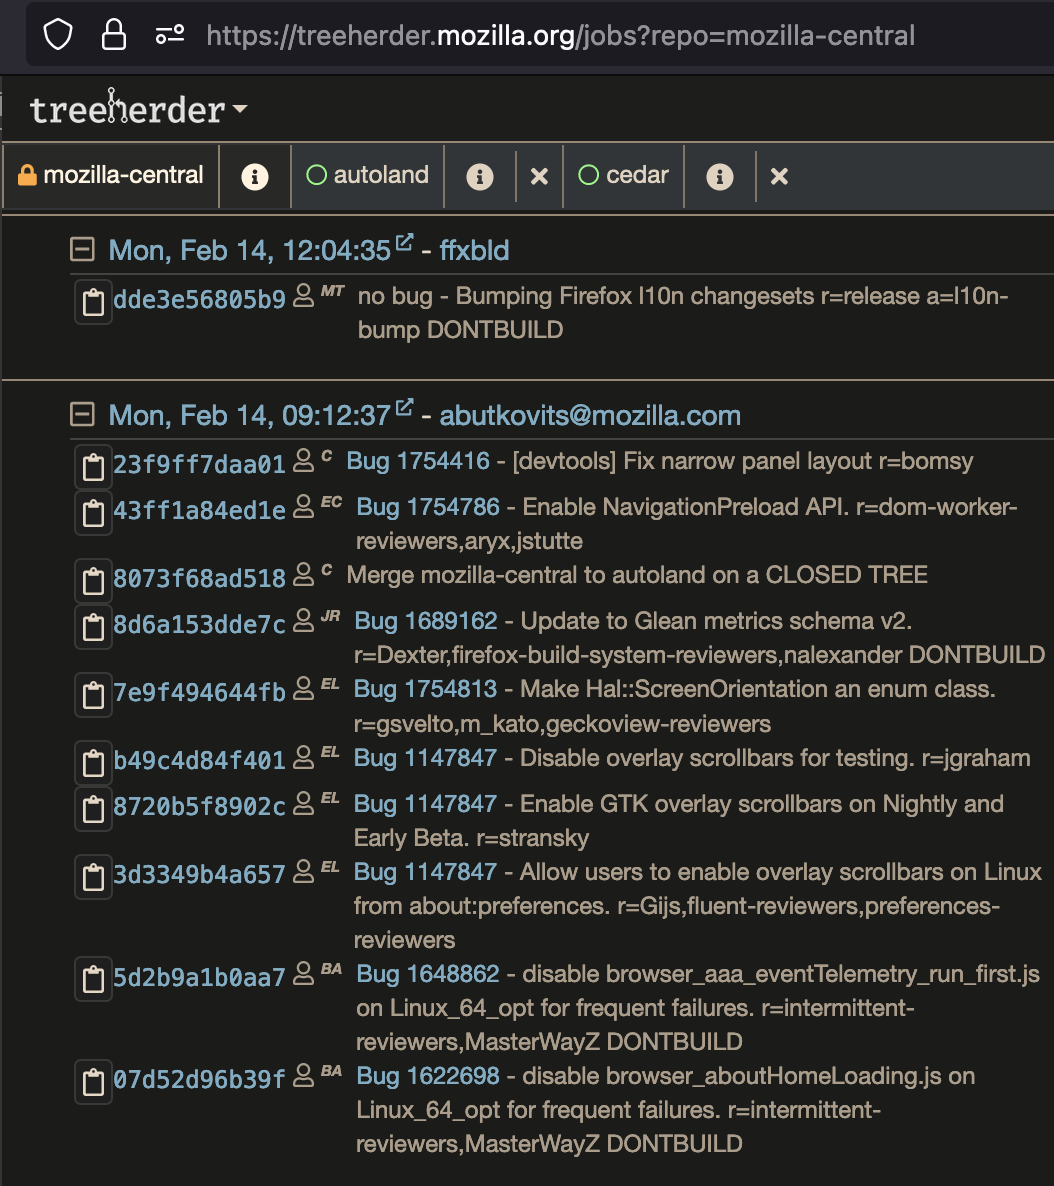 https://treeherder.mozilla.org/jobs?repo=mozilla-central
treeherder
mozilla-central autoland cedar
Mon, Feb 14, 12:04:35 - ffxbld
dde3e56805b9 MT no bug - Bumping Firefox l10n changesets r=release a=l10n-
bump DONTBUILD
Mon, Feb 14, 09:12:37 - abutkovits@mozilla.com
23f9ff7daa01 C Bug 1754416 - [devtools] Fix narrow panel layout r=bomsy
43ff1a84ed1e EC Bug 1754786 - Enable NavigationPreload API. r=dom-worker-
reviewers,aryx,jstutte
8073f68ad518 C Merge mozilla-central to autoland on a CLOSED TREE
8d6a153dde7c JR Bug 1689162 - Update to Glean metrics schema v2.
r=Dexter,firefox-build-system-reviewers,nalexander DONTBUILD
7e9f494644fb EL Bug 1754813 - Make Hal::ScreenOrientation an enum class.
r=gsvelto,m_kato,geckoview-reviewers
b49c4d84f401 EL Bug 1147847 - Disable overlay scrollbars for testing. r=jgraham
8720b5f8902c EL Bug 1147847 - Enable GTK overlay scrollbars on Nightly and
Early Beta. r=stransky
3d3349b4a657 EL Bug 1147847 - Allow users to enable overlay scrollbars on Linux
from about:preferences. r=Gijs,fluent-reviewers,preferences-
reviewers
5d2b9a1b0aa7 BA Bug 1648862 - disable browser_aaa_eventTelemetry_run_first.js
on Linux_64_opt for frequent failures. r=intermittent-
reviewers,MasterWayZ DONTBUILD
07d52d96b39f BA Bug 1622698 - disable browser_aboutHomeLoading.js on
Linux_64_opt for frequent failures. r=intermittent-
reviewers,MasterWayZ DONTBUILD